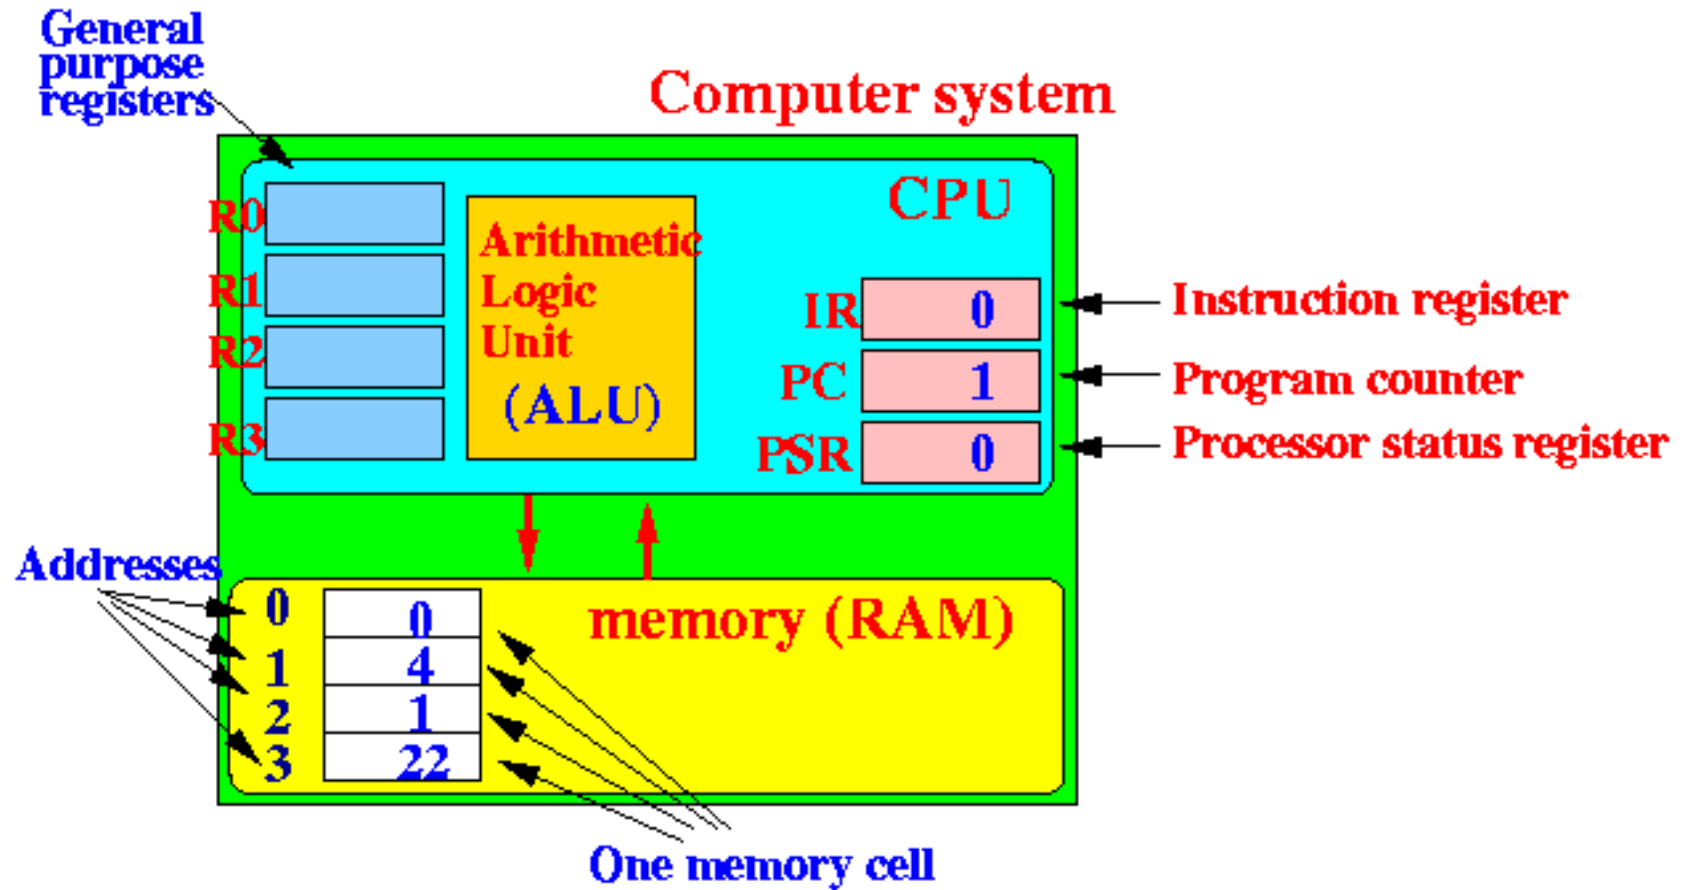 General
purpose
registers
Computer system
CPU
R0
R1
R2
R3
Arithmetic
Logic
Unit
(ALU)
IR 0
PC 1
PSR 0
Instruction register
Program counter
Processor status register
Addresses
memory (RAM)
0 0
1 4
2 1
3 22
One memory cell